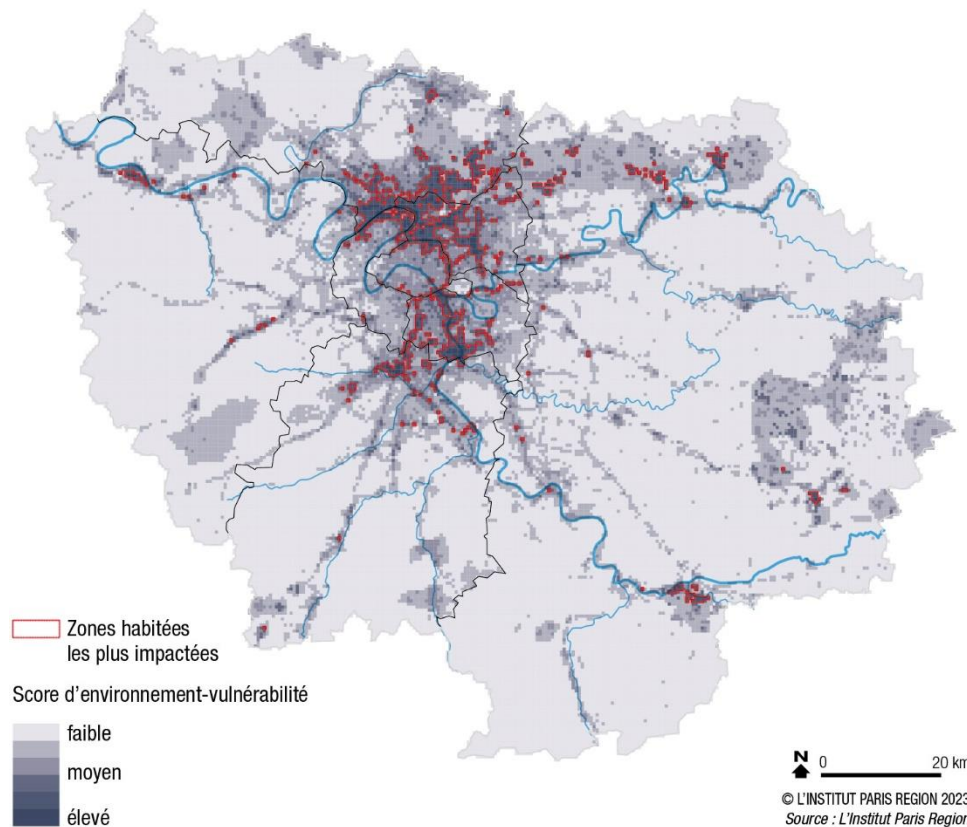 Zones habitées
les plus impactées
Score d'environnement-vulnérabilité
faible
moyen
élevé
N
0 20 km
© L'INSTITUT PARIS REGION 2023
Source : L'Institut Paris Region